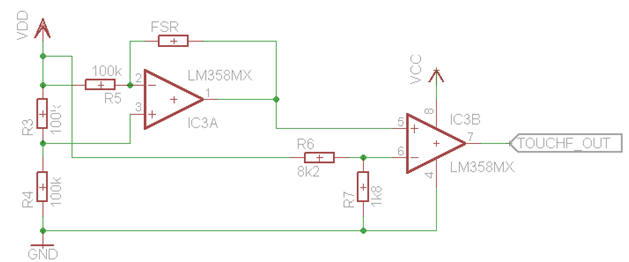 VDD
FSR
100k
R5
LM358MX
2
1
3
IC3A
R3
100k
R4
100k
GND
VCC
8
IC3B
5
6
7
4
LM358MX
TOUCHF_OUT
R6
8k2
R7
1k8